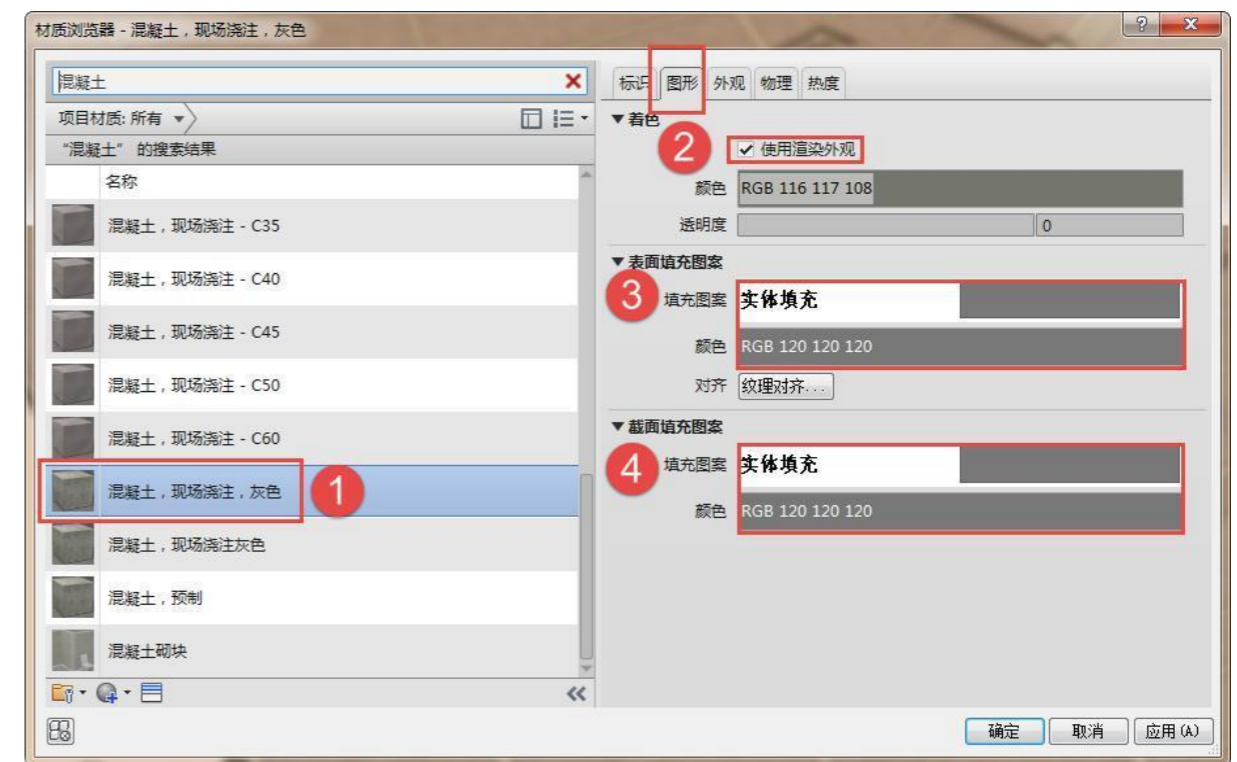 材质浏览器 - 混凝土，现场浇注，灰色
混凝土
项目材质: 所有
“混凝土” 的搜索结果
名称
混凝土，现场浇注 - C35
混凝土，现场浇注 - C40
混凝土，现场浇注 - C45
混凝土，现场浇注 - C50
混凝土，现场浇注 - C60
混凝土，现场浇注，灰色
1
混凝土，现场浇注灰色
混凝土，预制
混凝土砌块
标识 图形 外观 物理 热度
着色
2
使用渲染外观
颜色 RGB 116 117 108
透明度 0
表面填充图案
3
填充图案 实体填充
颜色 RGB 120 120 120
对齐 纹理对齐...
截面填充图案
4
填充图案 实体填充
颜色 RGB 120 120 120
确定 取消 应用(A)